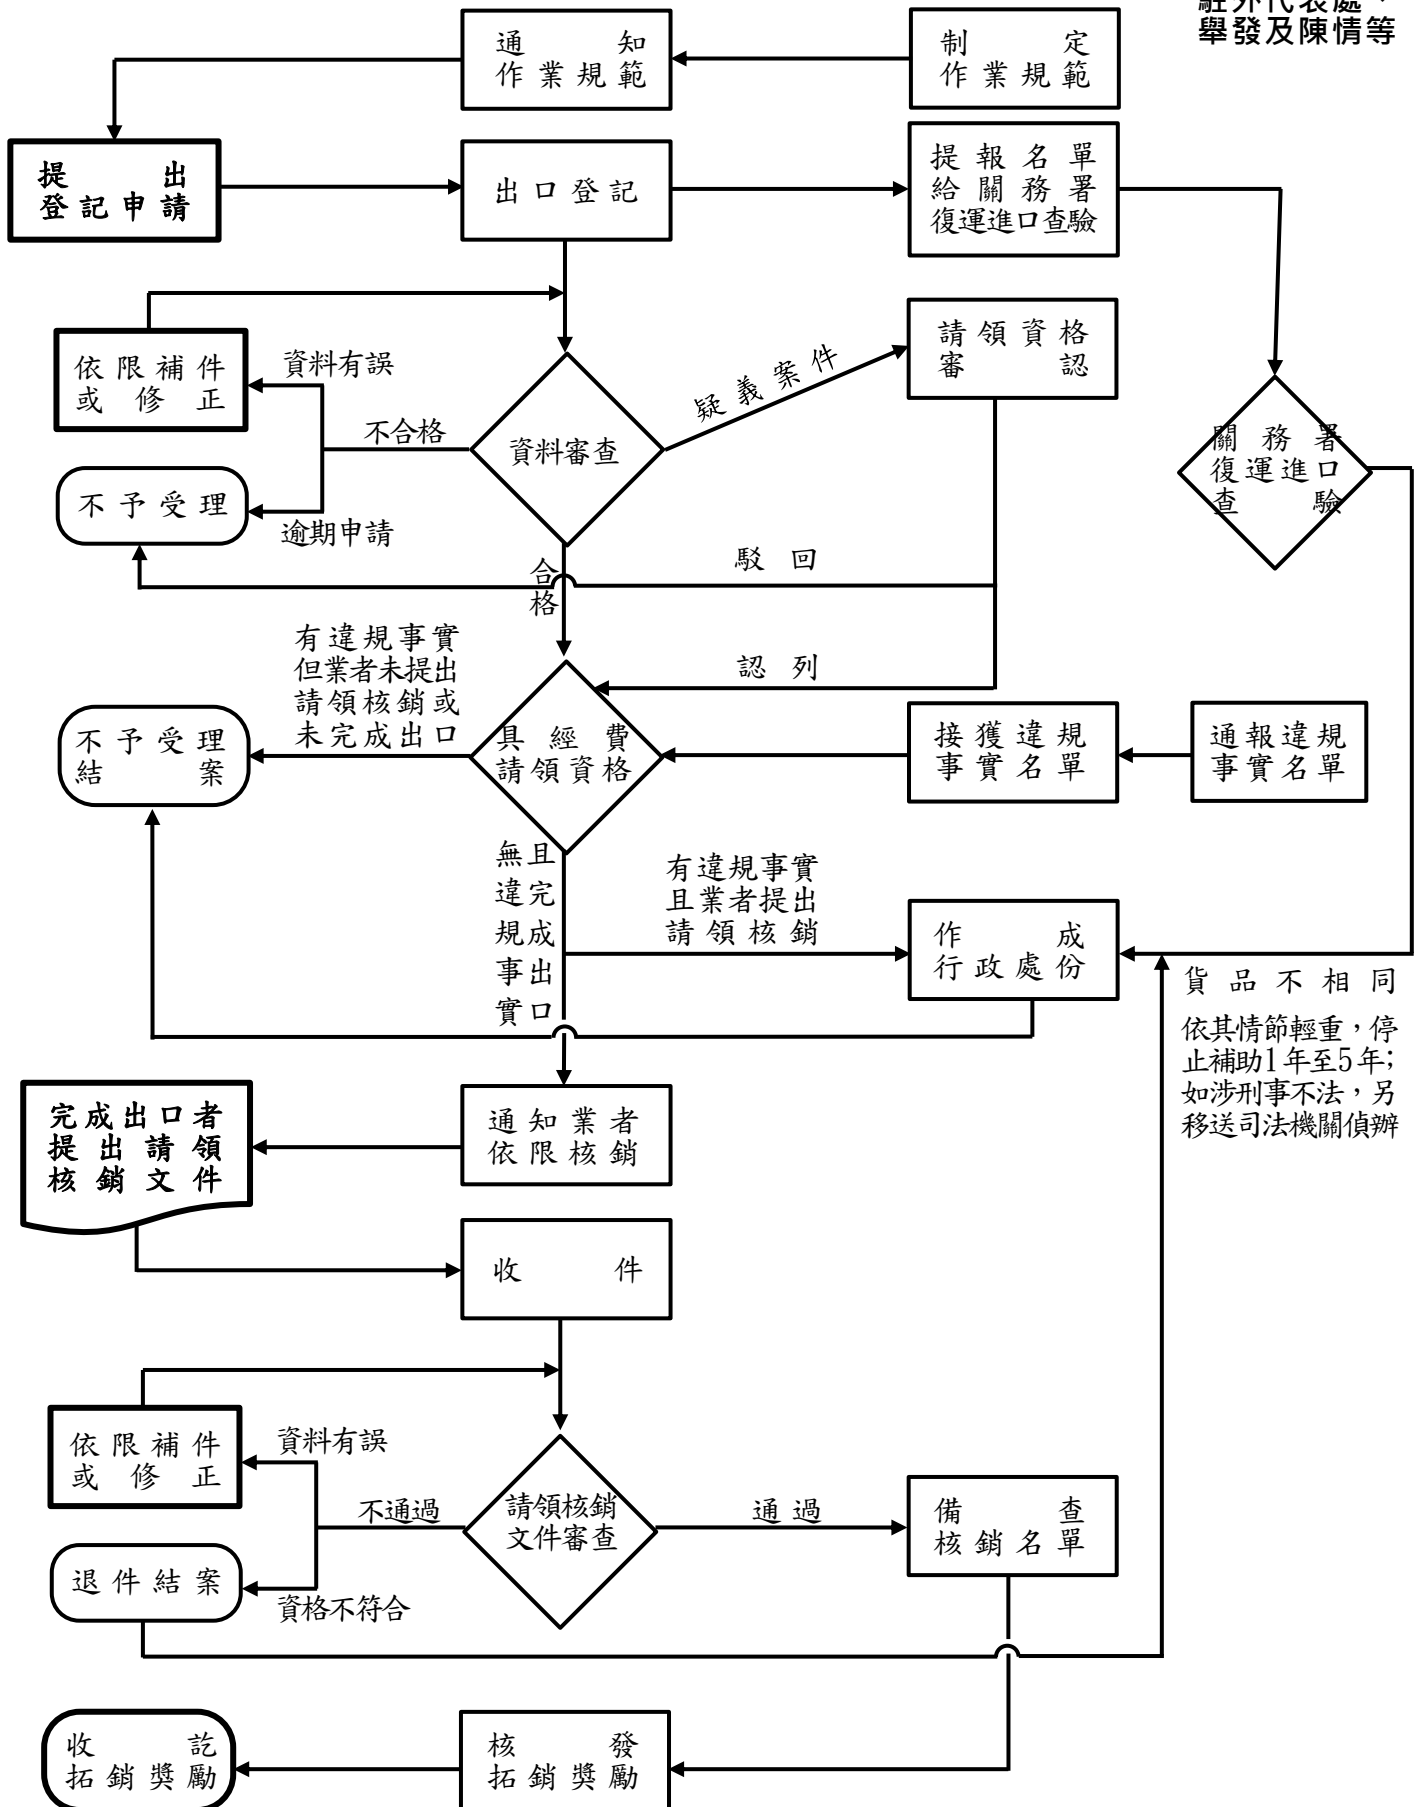 駐外代表處、
舉發及陳情等
通知
作業規範
制定
作業規範
提出
登記申請
出口登記
提報名單
給關務署
復運進口查驗
依限補件
或修正
資料有誤
不合格
不予受理
逾期申請
資料審查
疑義案件
請領資格
審認
關務署
復運進口
查驗
合格
駁回
認列
有違規事實
但業者未提出
請領核銷或
未完成出口
不予受理
結案
具經費
請領資格
接獲違規
事實名單
通報違規
事實名單
無違規事實
且完成出口
有違規事實
且業者提出
請領核銷
作成
行政處份
貨品不相同
依其情節輕重，停
止補助1年至5年;
如涉刑事不法，另
移送司法機關偵辦
完成出口者
提出請領
核銷文件
通知業者
依限核銷
收件
依限補件
或修正
資料有誤
不通過
退件結案
資格不符合
請領核銷
文件審查
通過
備查
核銷名單
收訖
拓銷獎勵
核發
拓銷獎勵